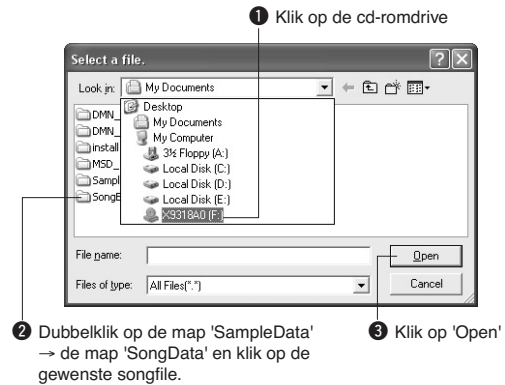 ❶ Klik op de cd-romdrive
Select a file.
Look in: My Documents
Desktop
My Documents
My Computer
3½ Floppy (A:)
Local Disk (C:)
Local Disk (D:)
Local Disk (E:)
X9318A0 (F:)
DMN_
DMN_
install
MSD_
Sampl
SongE
File name:
Open
Files of type: All Files(*.*)
Cancel
❷ Dubbelklik op de map 'SampleData'
→ de map 'SongData' en klik op de
gewenste songfile.
❸ Klik op 'Open'